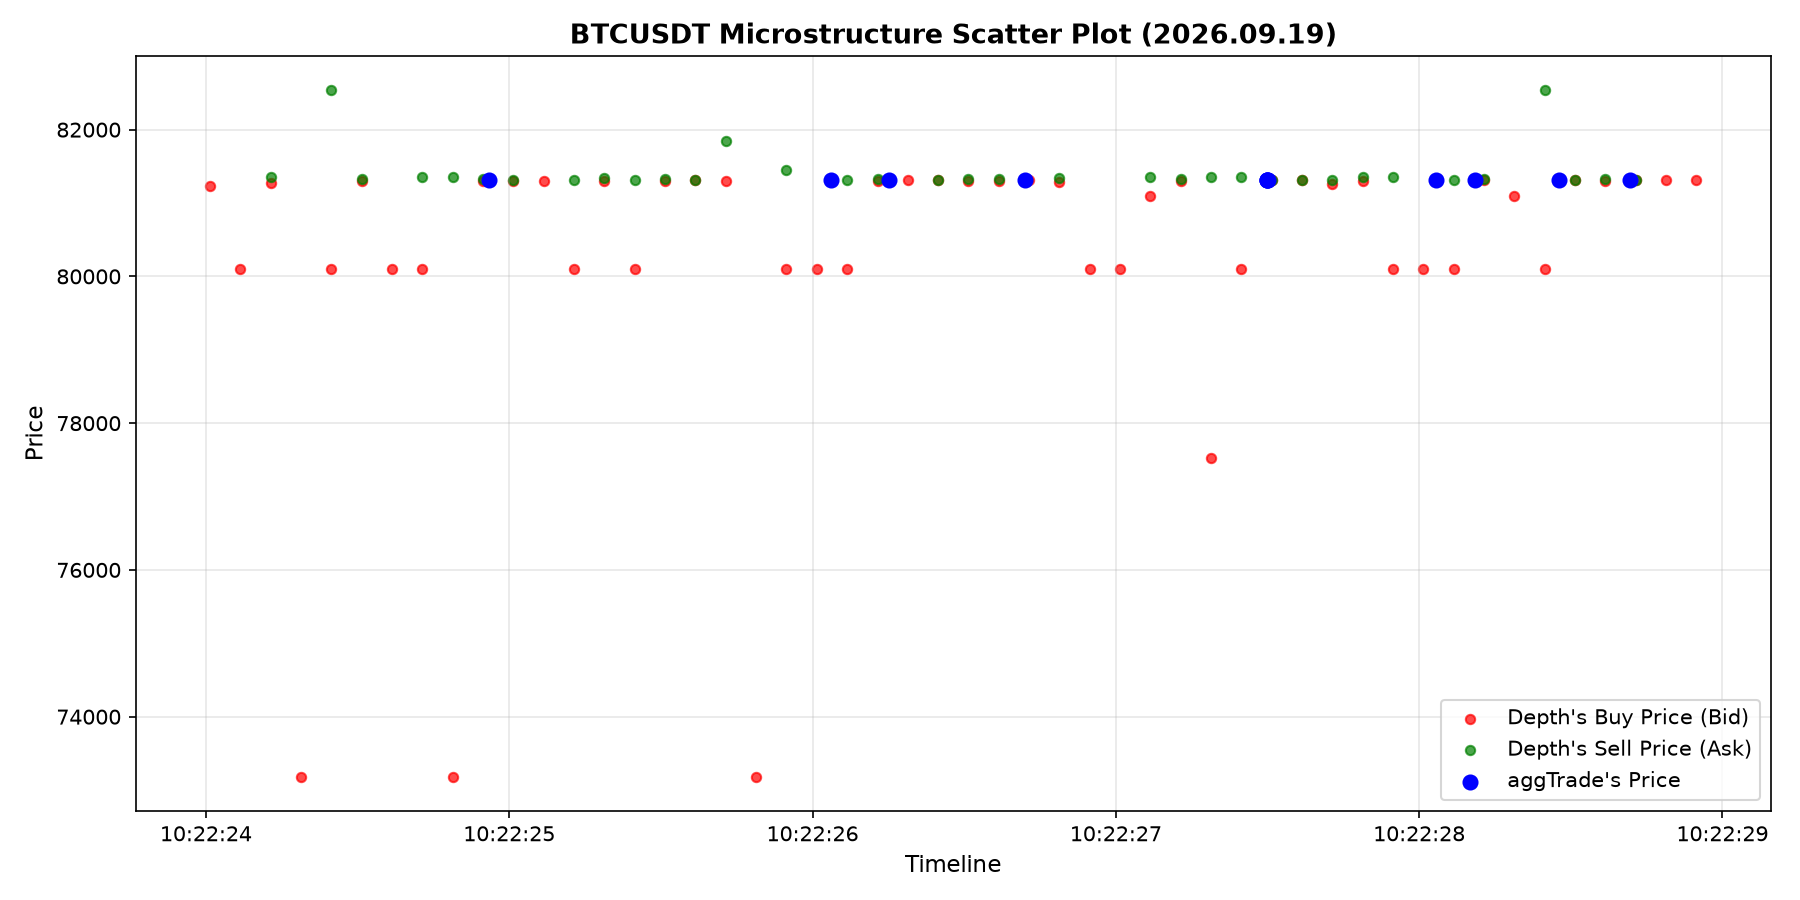 BTCUSDT Microstructure Scatter Plot (2026.09.19)
82000
80000
78000
76000
74000
Price
Depth's Buy Price (Bid)
Depth's Sell Price (Ask)
aggTrade's Price
10:22:24 10:22:25 10:22:26 10:22:27 10:22:28 10:22:29
Timeline